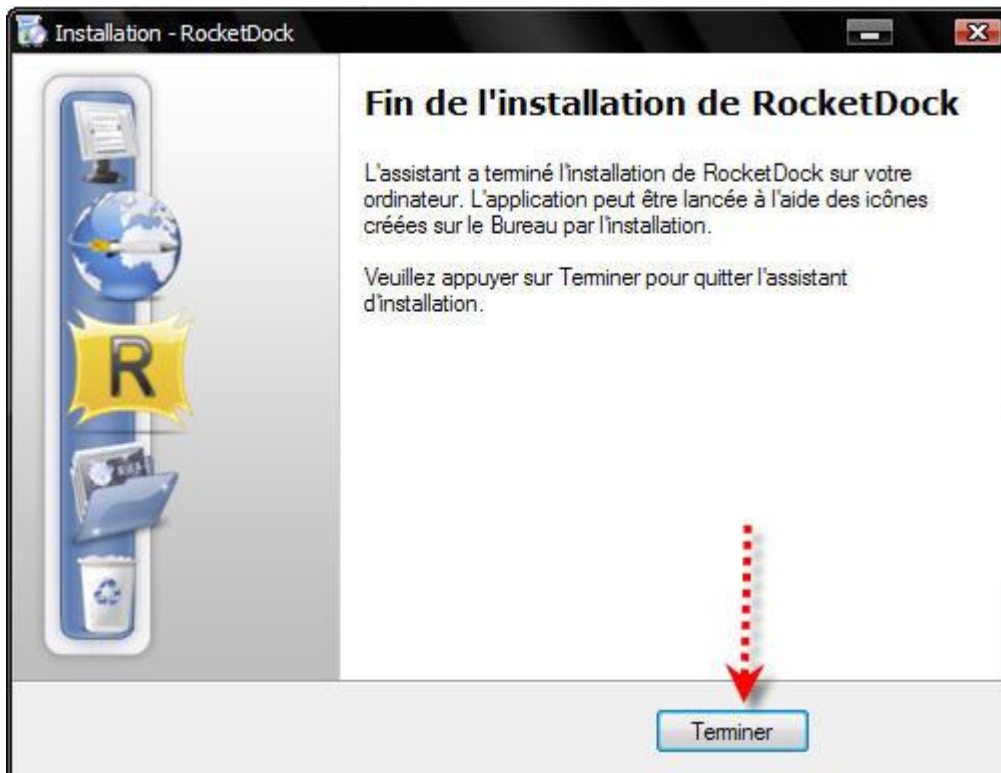 Installation - RocketDock
Fin de l'installation de RocketDock
L'assistant a terminé l'installation de RocketDock sur votre
ordinateur. L'application peut être lancée à l'aide des icônes
créées sur le Bureau par l'installation.
Veuillez appuyer sur Terminer pour quitter l'assistant
d'installation.
R
Terminer